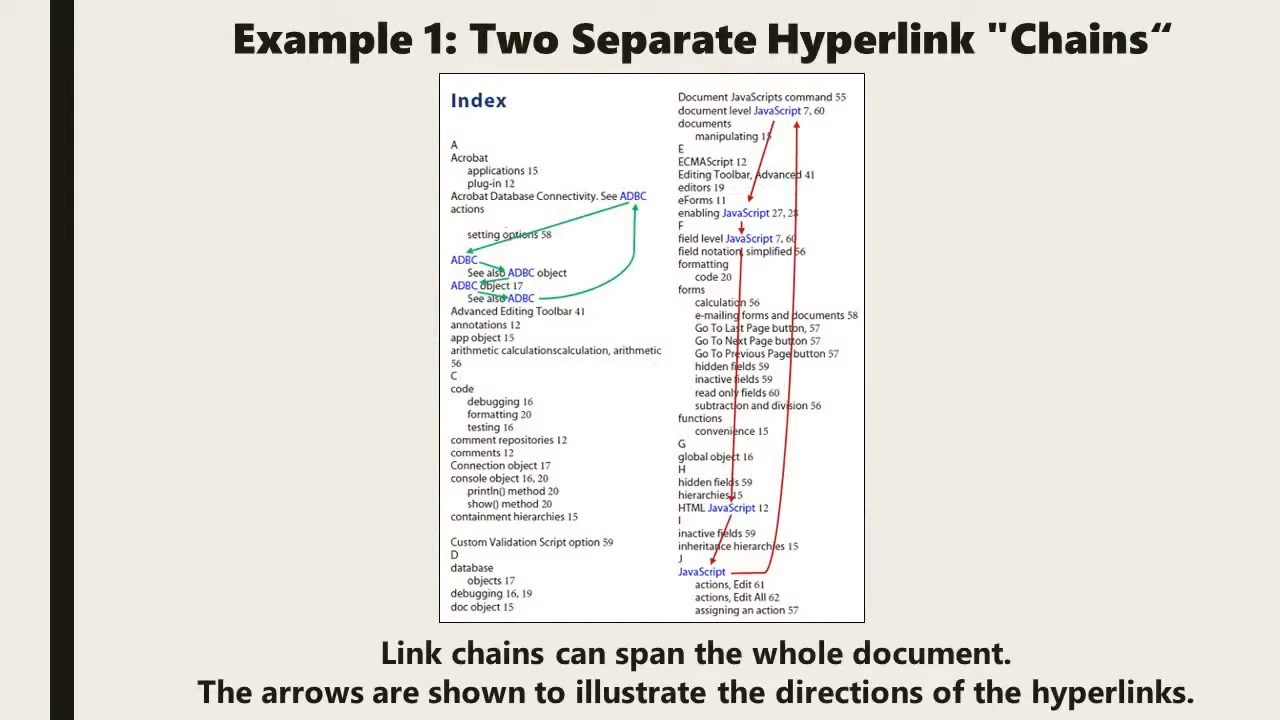 Example 1: Two Separate Hyperlink "Chains“
Index
A
Acrobat
applications 15
plug-in 12
Acrobat Database Connectivity. See ADBC
actions
setting options 58
ADBC
See also ADBC object
ADBC object 17
See also ADBC
Advanced Editing Toolbar 41
annotations 12
app object 15
arithmetic calculationscalculation, arithmetic
56
C
code
debugging 16
formatting 20
testing 16
comment repositories 12
comments 12
Connection object 17
console object 16, 20
println() method 20
show() method 20
containment hierarchies 15
Custom Validation Script option 59
D
database
objects 17
debugging 16, 19
doc object 15
Document JavaScripts command 55
document level JavaScript 7, 60
documents
manipulating 15
E
ECMAScript 12
Editing Toolbar, Advanced 41
editors 19
eForms 11
enabling JavaScript 27, 28
F
field level JavaScript 7, 60
field notation, simplified 56
formatting
code 20
forms
calculation 56
e-mailing forms and documents 58
Go To Last Page button, 57
Go To Next Page button 57
Go To Previous Page button 57
hidden fields 59
inactive fields 59
read only fields 60
subtraction and division 56
functions
convenience 15
G
global object 16
H
hidden fields 59
hierarchies 15
HTML JavaScript 12
I
inactive fields 59
inheritance hierarchies 15
J
JavaScript
actions, Edit 61
actions, Edit All 62
assigning an action 57
Link chains can span the whole document.
The arrows are shown to illustrate the directions of the hyperlinks.